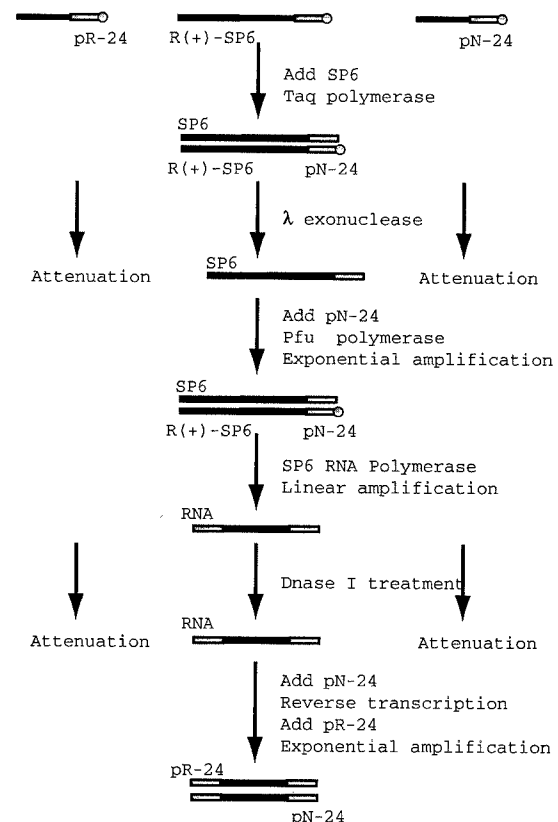 pR-24
R(+)-SP6
pN-24
Add SP6
Taq polymerase
SP6
R(+)-SP6
pN-24
λ exonuclease
Attenuation
SP6
Attenuation
Add pN-24
Pfu polymerase
Exponential amplification
SP6
R(+)-SP6
pN-24
SP6 RNA Polymerase
Linear amplification
RNA
Dnase I treatment
Attenuation
RNA
Attenuation
Add pN-24
Reverse transcription
Add pR-24
Exponential amplification
pR-24
pN-24